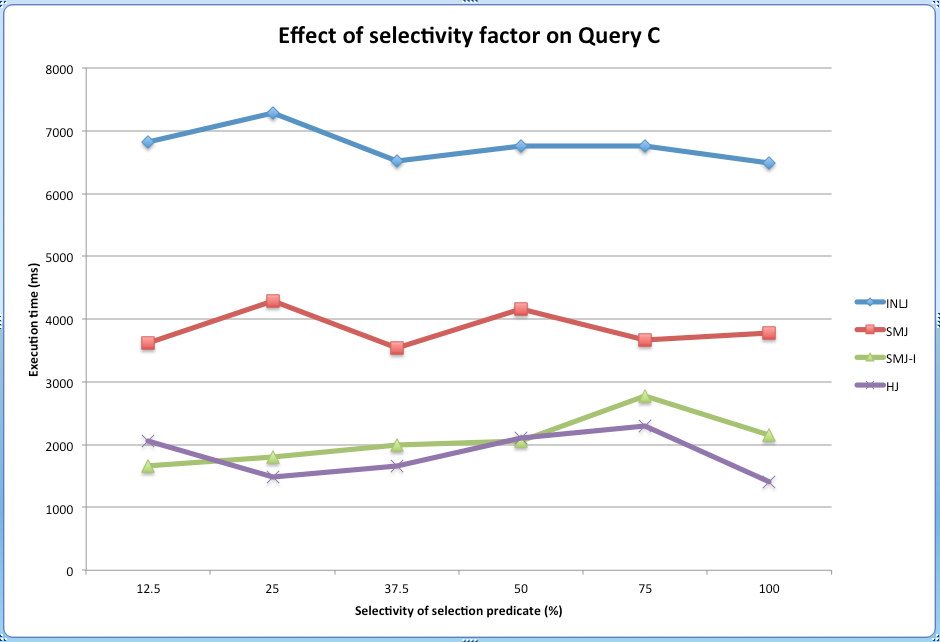 Effect of selectivity factor on Query C
8000
7000
6000
5000
4000
3000
2000
1000
0
Execution time (ms)
12.5
25
37.5
50
75
100
Selectivity of selection predicate (%)
INLJ
SMJ
SMJ-I
HJ